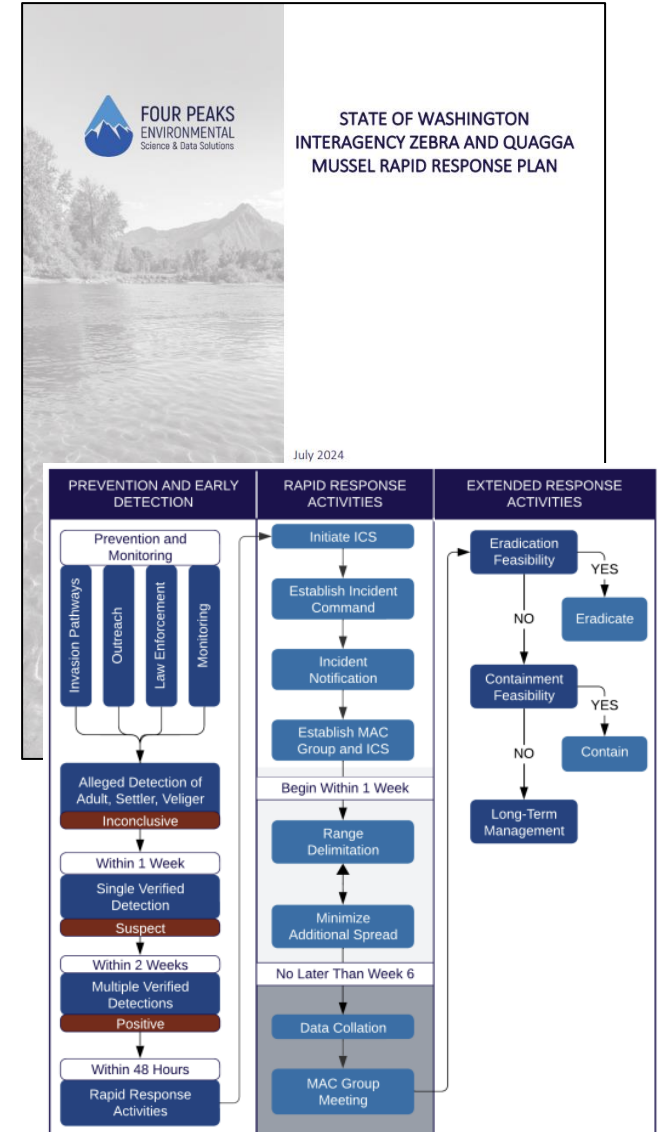 FOUR PEAKS
ENVIRONMENTAL
Science & Data Solutions
STATE OF WASHINGTON
INTERAGENCY ZEBRA AND QUAGGA
MUSSEL RAPID RESPONSE PLAN
July 2024
PREVENTION AND EARLY
DETECTION
Prevention and
Monitoring
Invasion Pathways
Outreach
Law Enforcement
Monitoring
Alleged Detection of
Adult, Settler, Veliger
Inconclusive
Within 1 Week
Single Verified
Detection
Suspect
Within 2 Weeks
Multiple Verified
Detections
Positive
Within 48 Hours
Rapid Response
Activities
RAPID RESPONSE
ACTIVITIES
Initiate ICS
Establish Incident
Command
Incident
Notification
Establish MAC
Group and ICS
Begin Within 1 Week
Range
Delimitation
Minimize
Additional Spread
No Later Than Week 6
Data Collation
MAC Group
Meeting
EXTENDED RESPONSE
ACTIVITIES
Eradication
Feasibility
YES
Eradicate
NO
Containment
Feasibility
YES
Contain
NO
Long-Term
Management